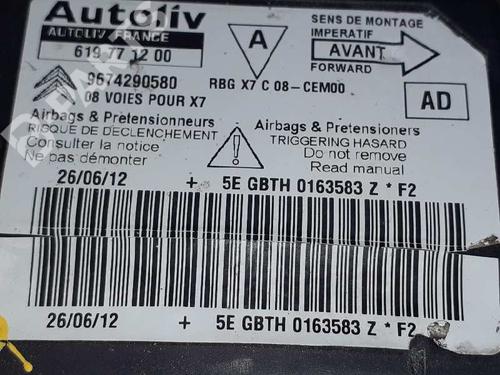 Autoliv
AUTOLIV FRANCE
619 77 12 00
A
SENS DE MONTAGE
IMPERATIF
AVANT
FORWARD
9674290580
RBG X7 C 08-CEM00
08 VOIES POUR X7
AD
Airbags & Pretensionneurs
RISQUE DE DECLENCHEMENT
Consulter la notice
Ne pas démonter
Airbags & Pretensioners
TRIGGERING HASARD
Do not remove
Read manual
26/06/12 + 5E GBTH 0163583 Z * F2
26/06/12 + 5E GBTH 0163583 Z * F2